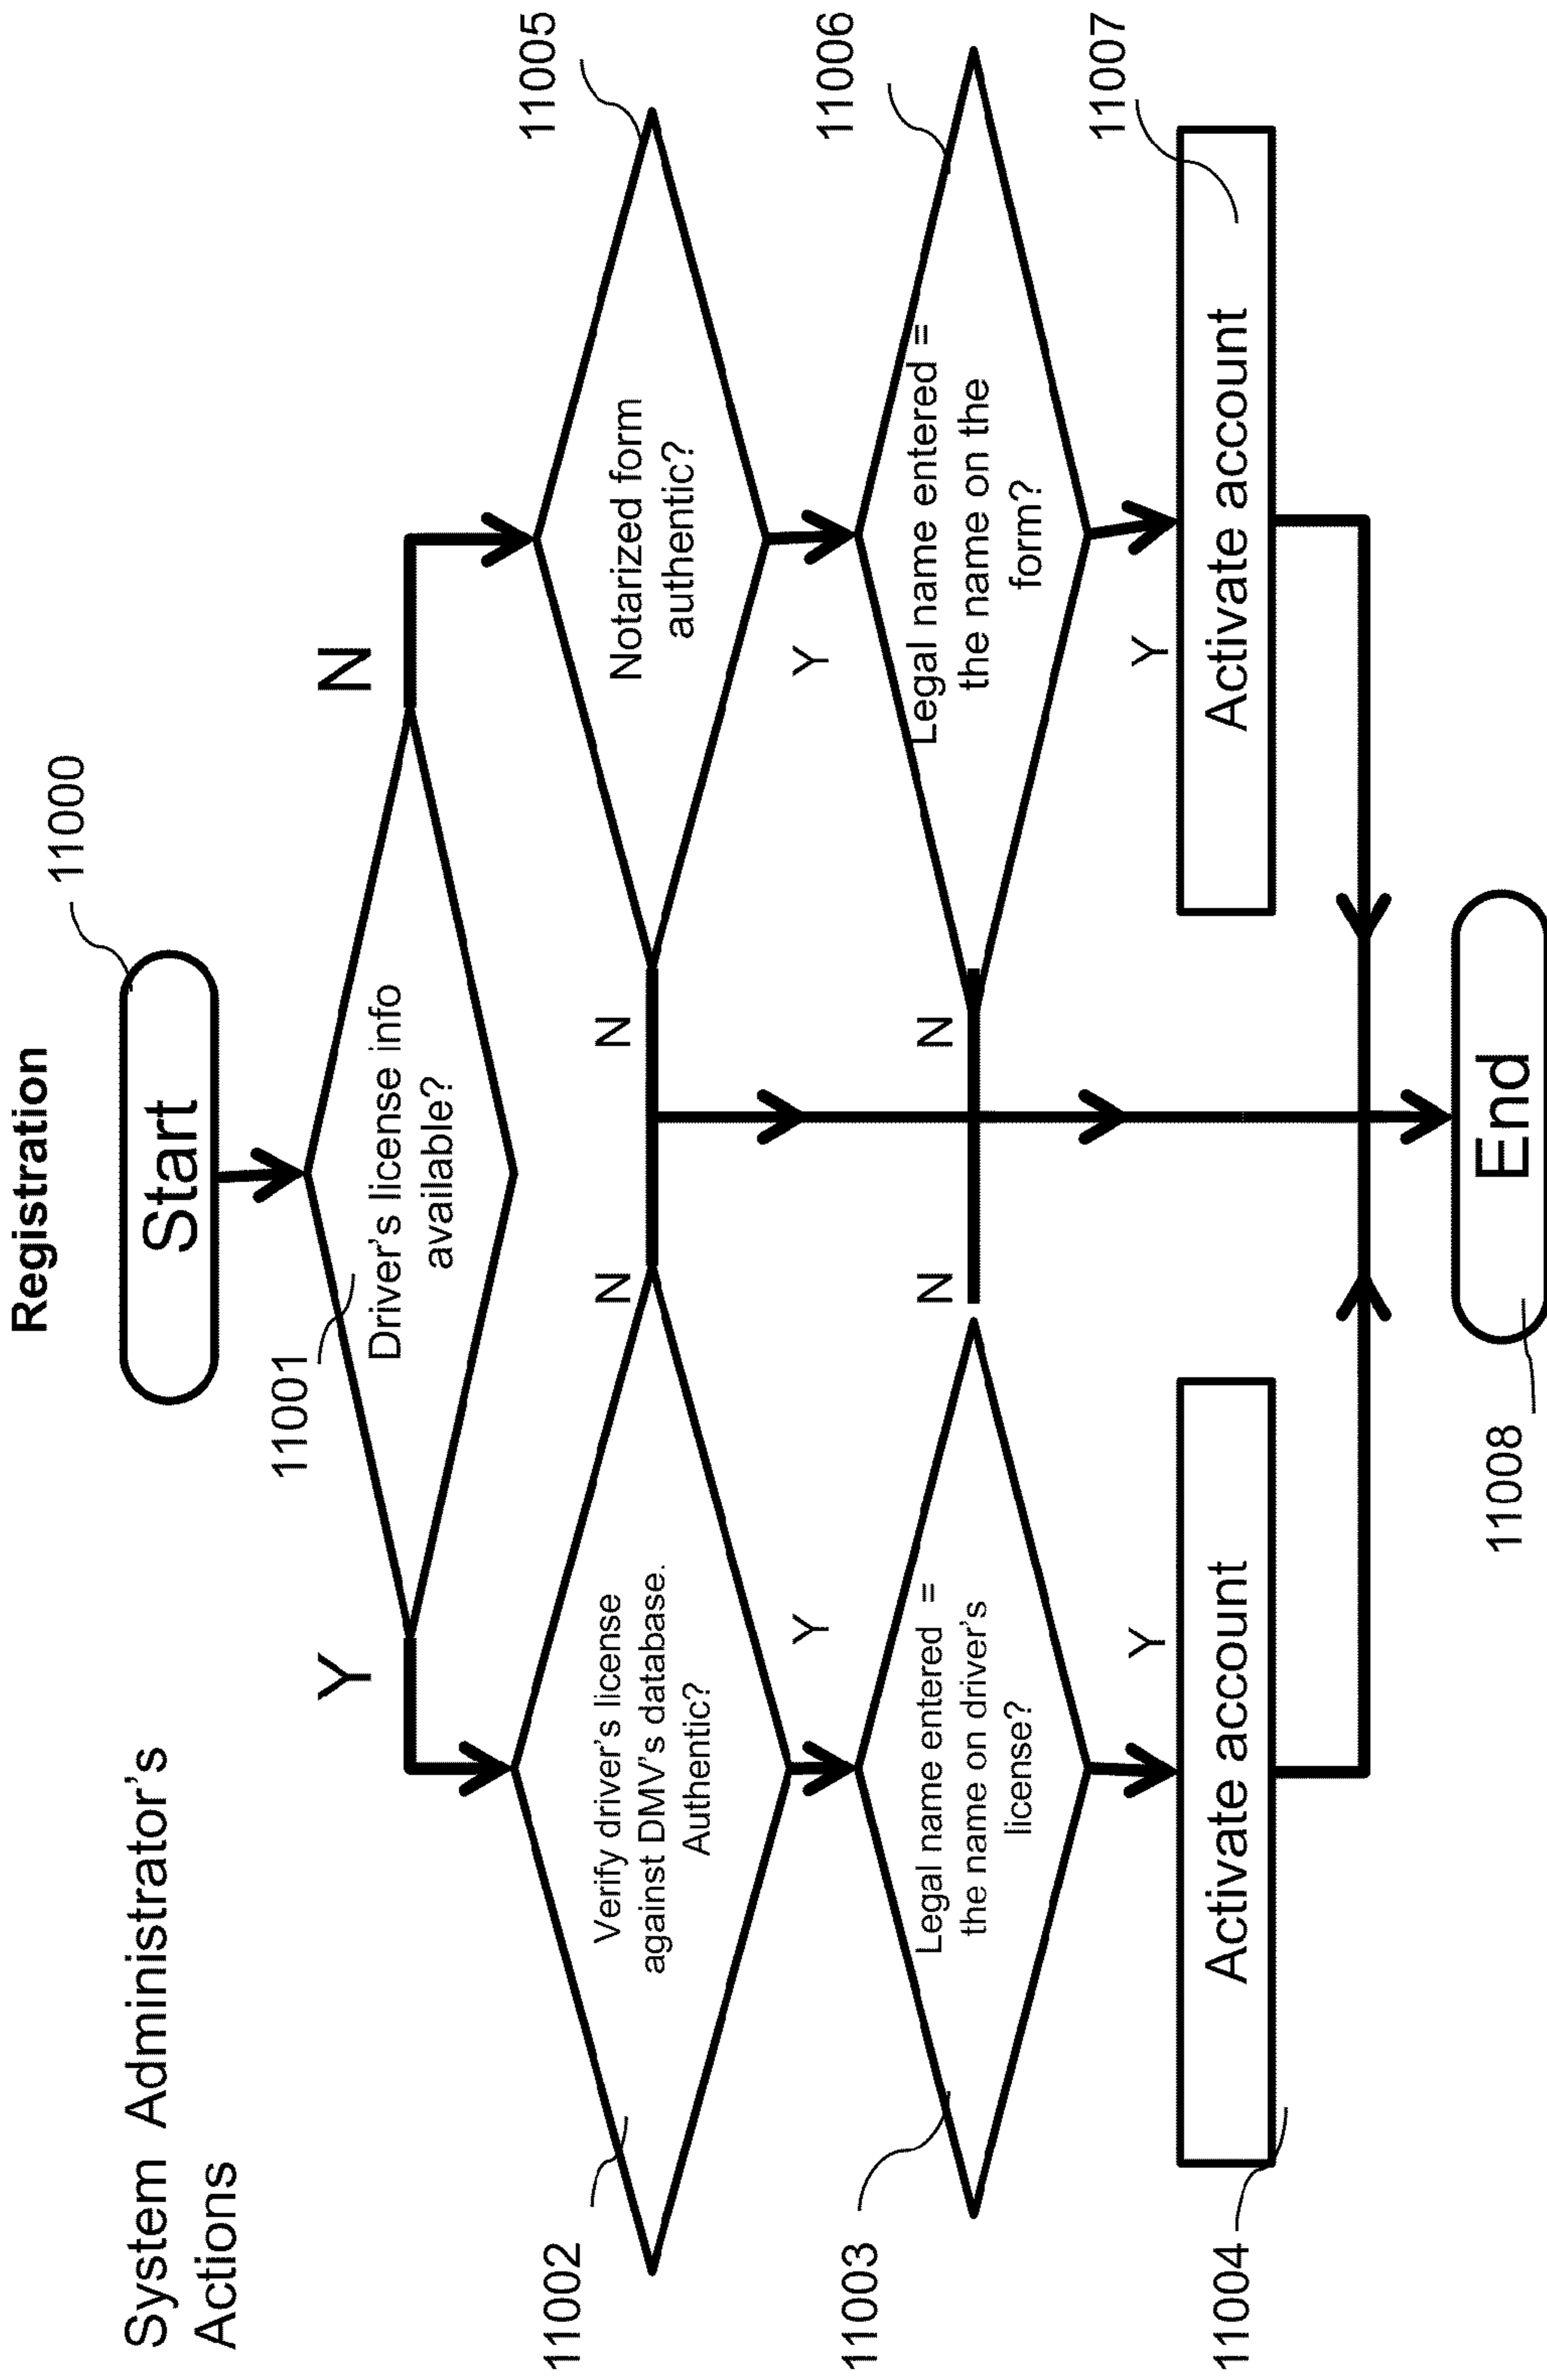 Registration
System Administrator's
Actions
Start
11000
11001
Driver's license info
available?
Y
N
11002
Verify driver's license
against DMV's database.
Authentic?
N
N
Notarized form
authentic?
11005
Y
Y
11003
Legal name entered =
the name on driver's
license?
N
N
Legal name entered =
the name on the
form?
11006
Y
Y
11004
Activate account
Activate account
11007
End
11008